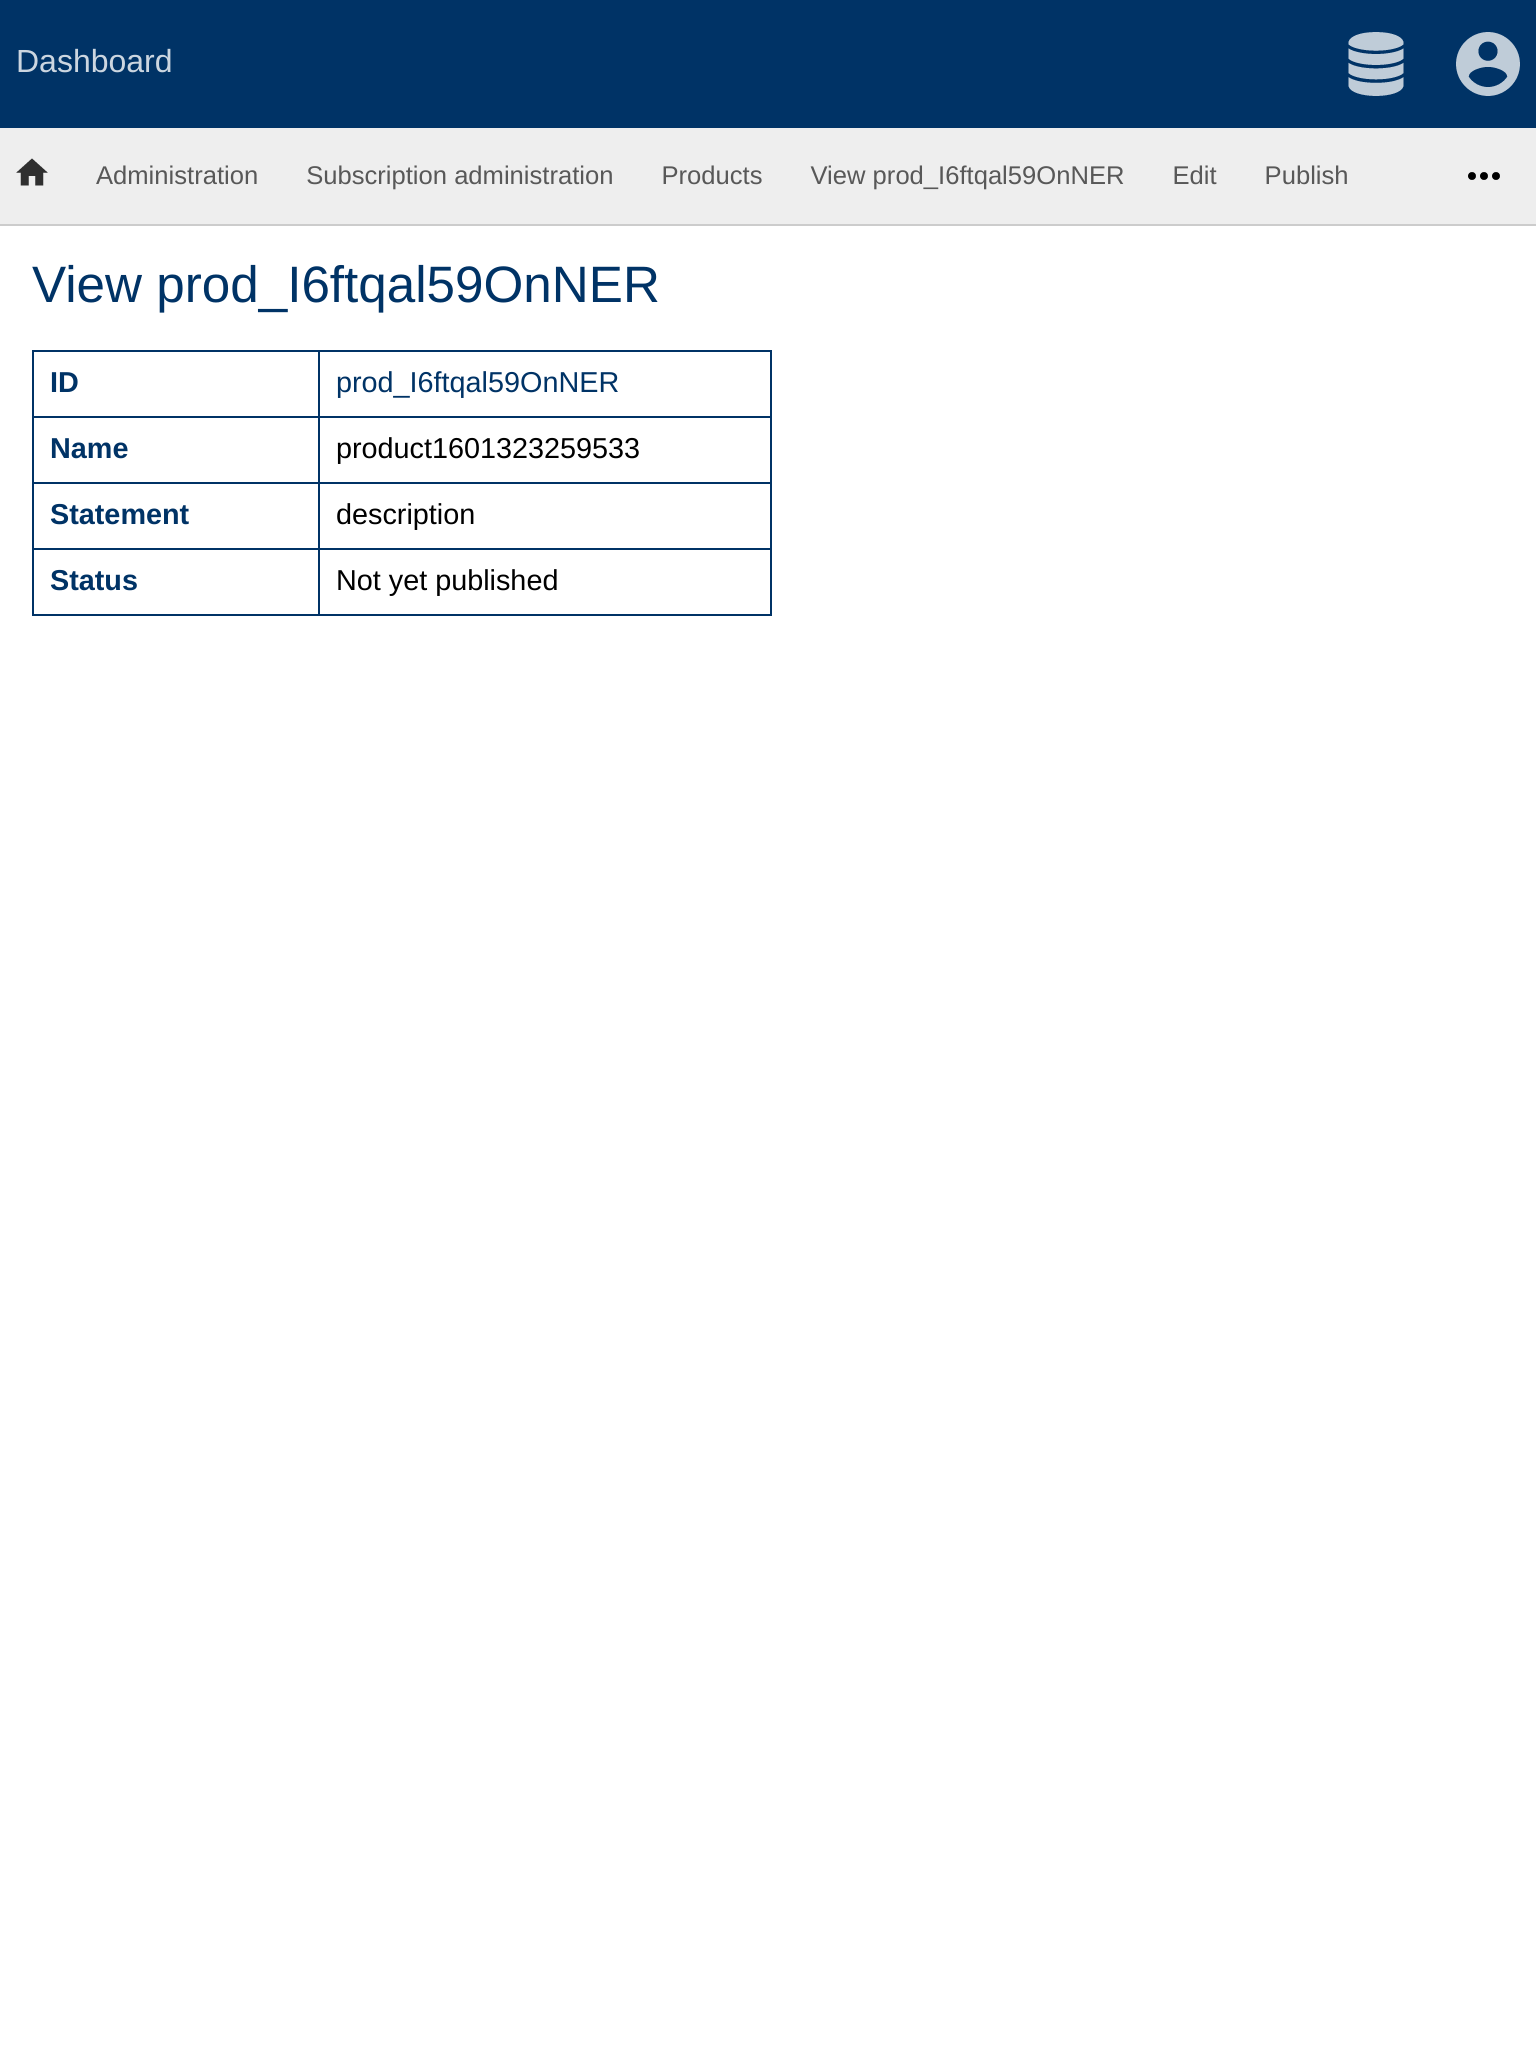 Dashboard
Administration Subscription administration Products View prod_I6ftqal59OnNER Edit Publish
View prod_I6ftqal59OnNER
ID prod_I6ftqal59OnNER
Name product1601323259533
Statement description
Status Not yet published